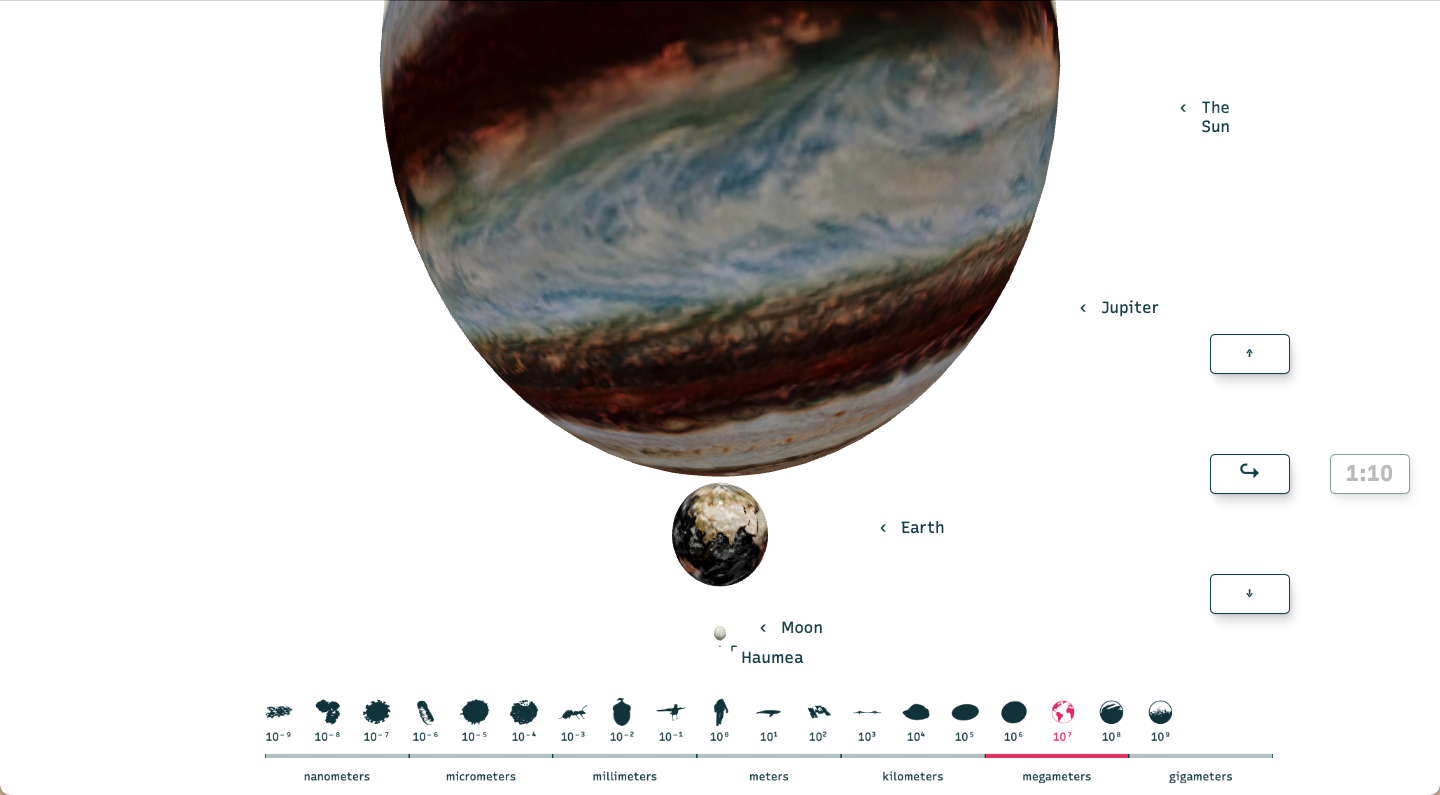 ‹ The
Sun
‹ Jupiter
↑
↪ 1:10
‹ Earth
↓
‹ Moon
⌜ Haumea
10⁻⁹ 10⁻⁸ 10⁻⁷ 10⁻⁶ 10⁻⁵ 10⁻⁴ 10⁻³ 10⁻² 10⁻¹ 10⁰ 10¹ 10² 10³ 10⁴ 10⁵ 10⁶ 10⁷ 10⁸ 10⁹
nanometers micrometers millimeters meters kilometers megameters gigameters